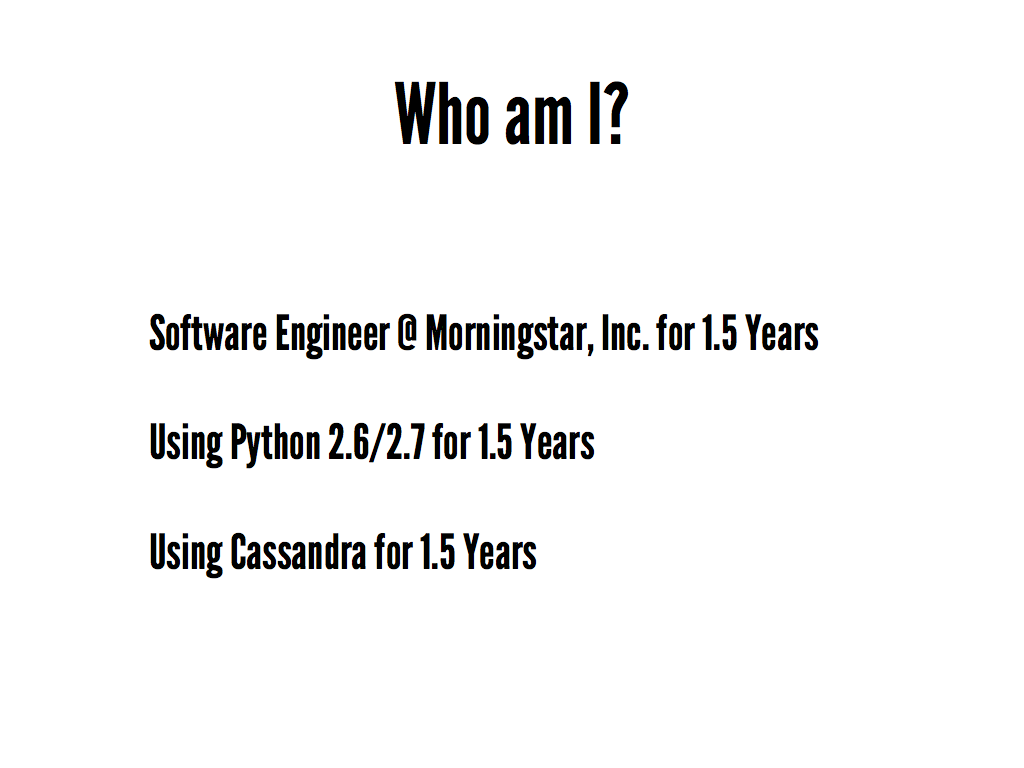 Who am I?
Software Engineer @ Morningstar, Inc. for 1.5 Years
Using Python 2.6/2.7 for 1.5 Years
Using Cassandra for 1.5 Years